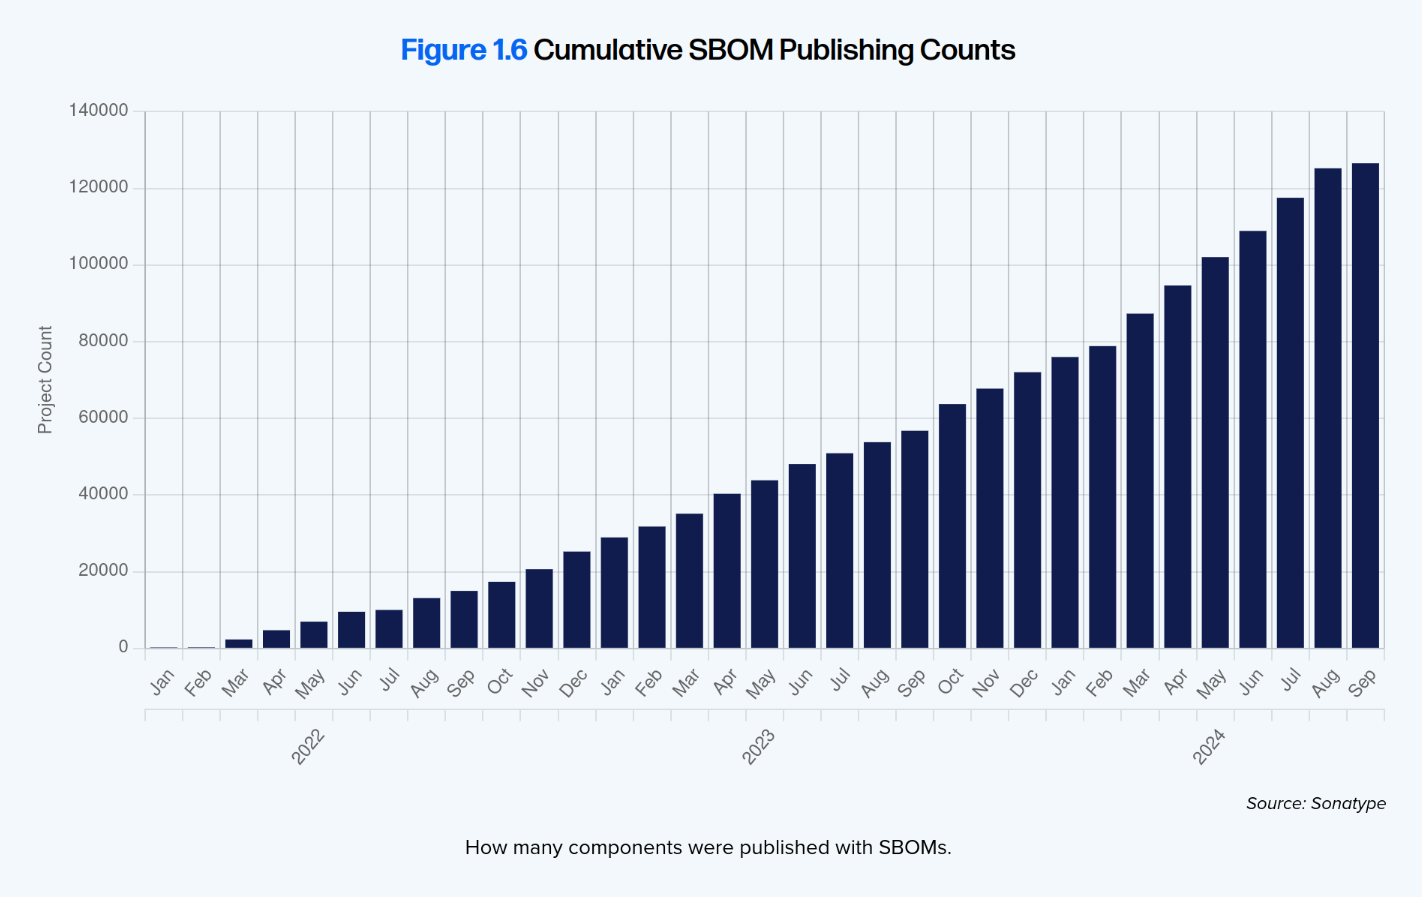 Figure 1.6 Cumulative SBOM Publishing Counts
140000
120000
100000
80000
60000
40000
20000
0
Project Count
Jan Feb Mar Apr May Jun Jul Aug Sep Oct Nov Dec Jan Feb Mar Apr May Jun Jul Aug Sep Oct Nov Dec Jan Feb Mar Apr May Jun Jul Aug Sep
2022 2023 2024
Source: Sonatype
How many components were published with SBOMs.